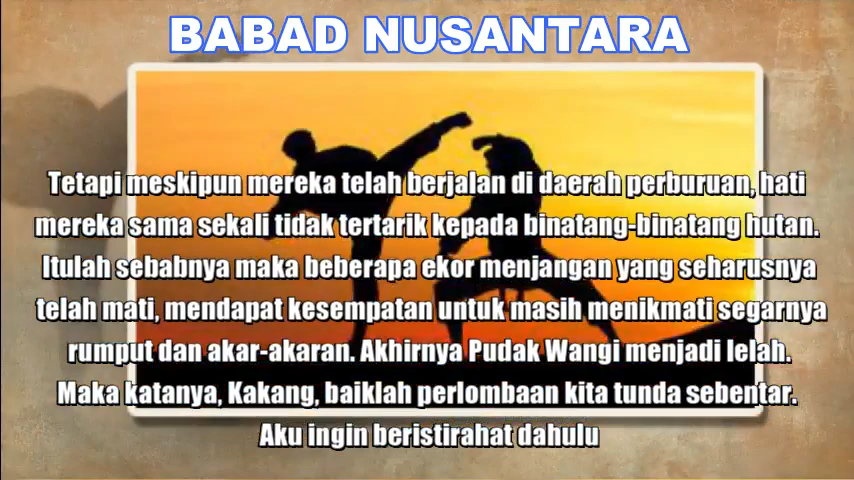 BABAD NUSANTARA
Tetapi meskipun mereka telah berjalan di daerah perburuan, hati
mereka sama sekali tidak tertarik kepada binatang-binatang hutan.
Itulah sebabnya maka beberapa ekor menjangan yang seharusnya
telah mati, mendapat kesempatan untuk masih menikmati segarnya
rumput dan akar-akaran. Akhirnya Pudak Wangi menjadi lelah.
Maka katanya, Kakang, baiklah perlombaan kita tunda sebentar.
Aku ingin beristirahat dahulu